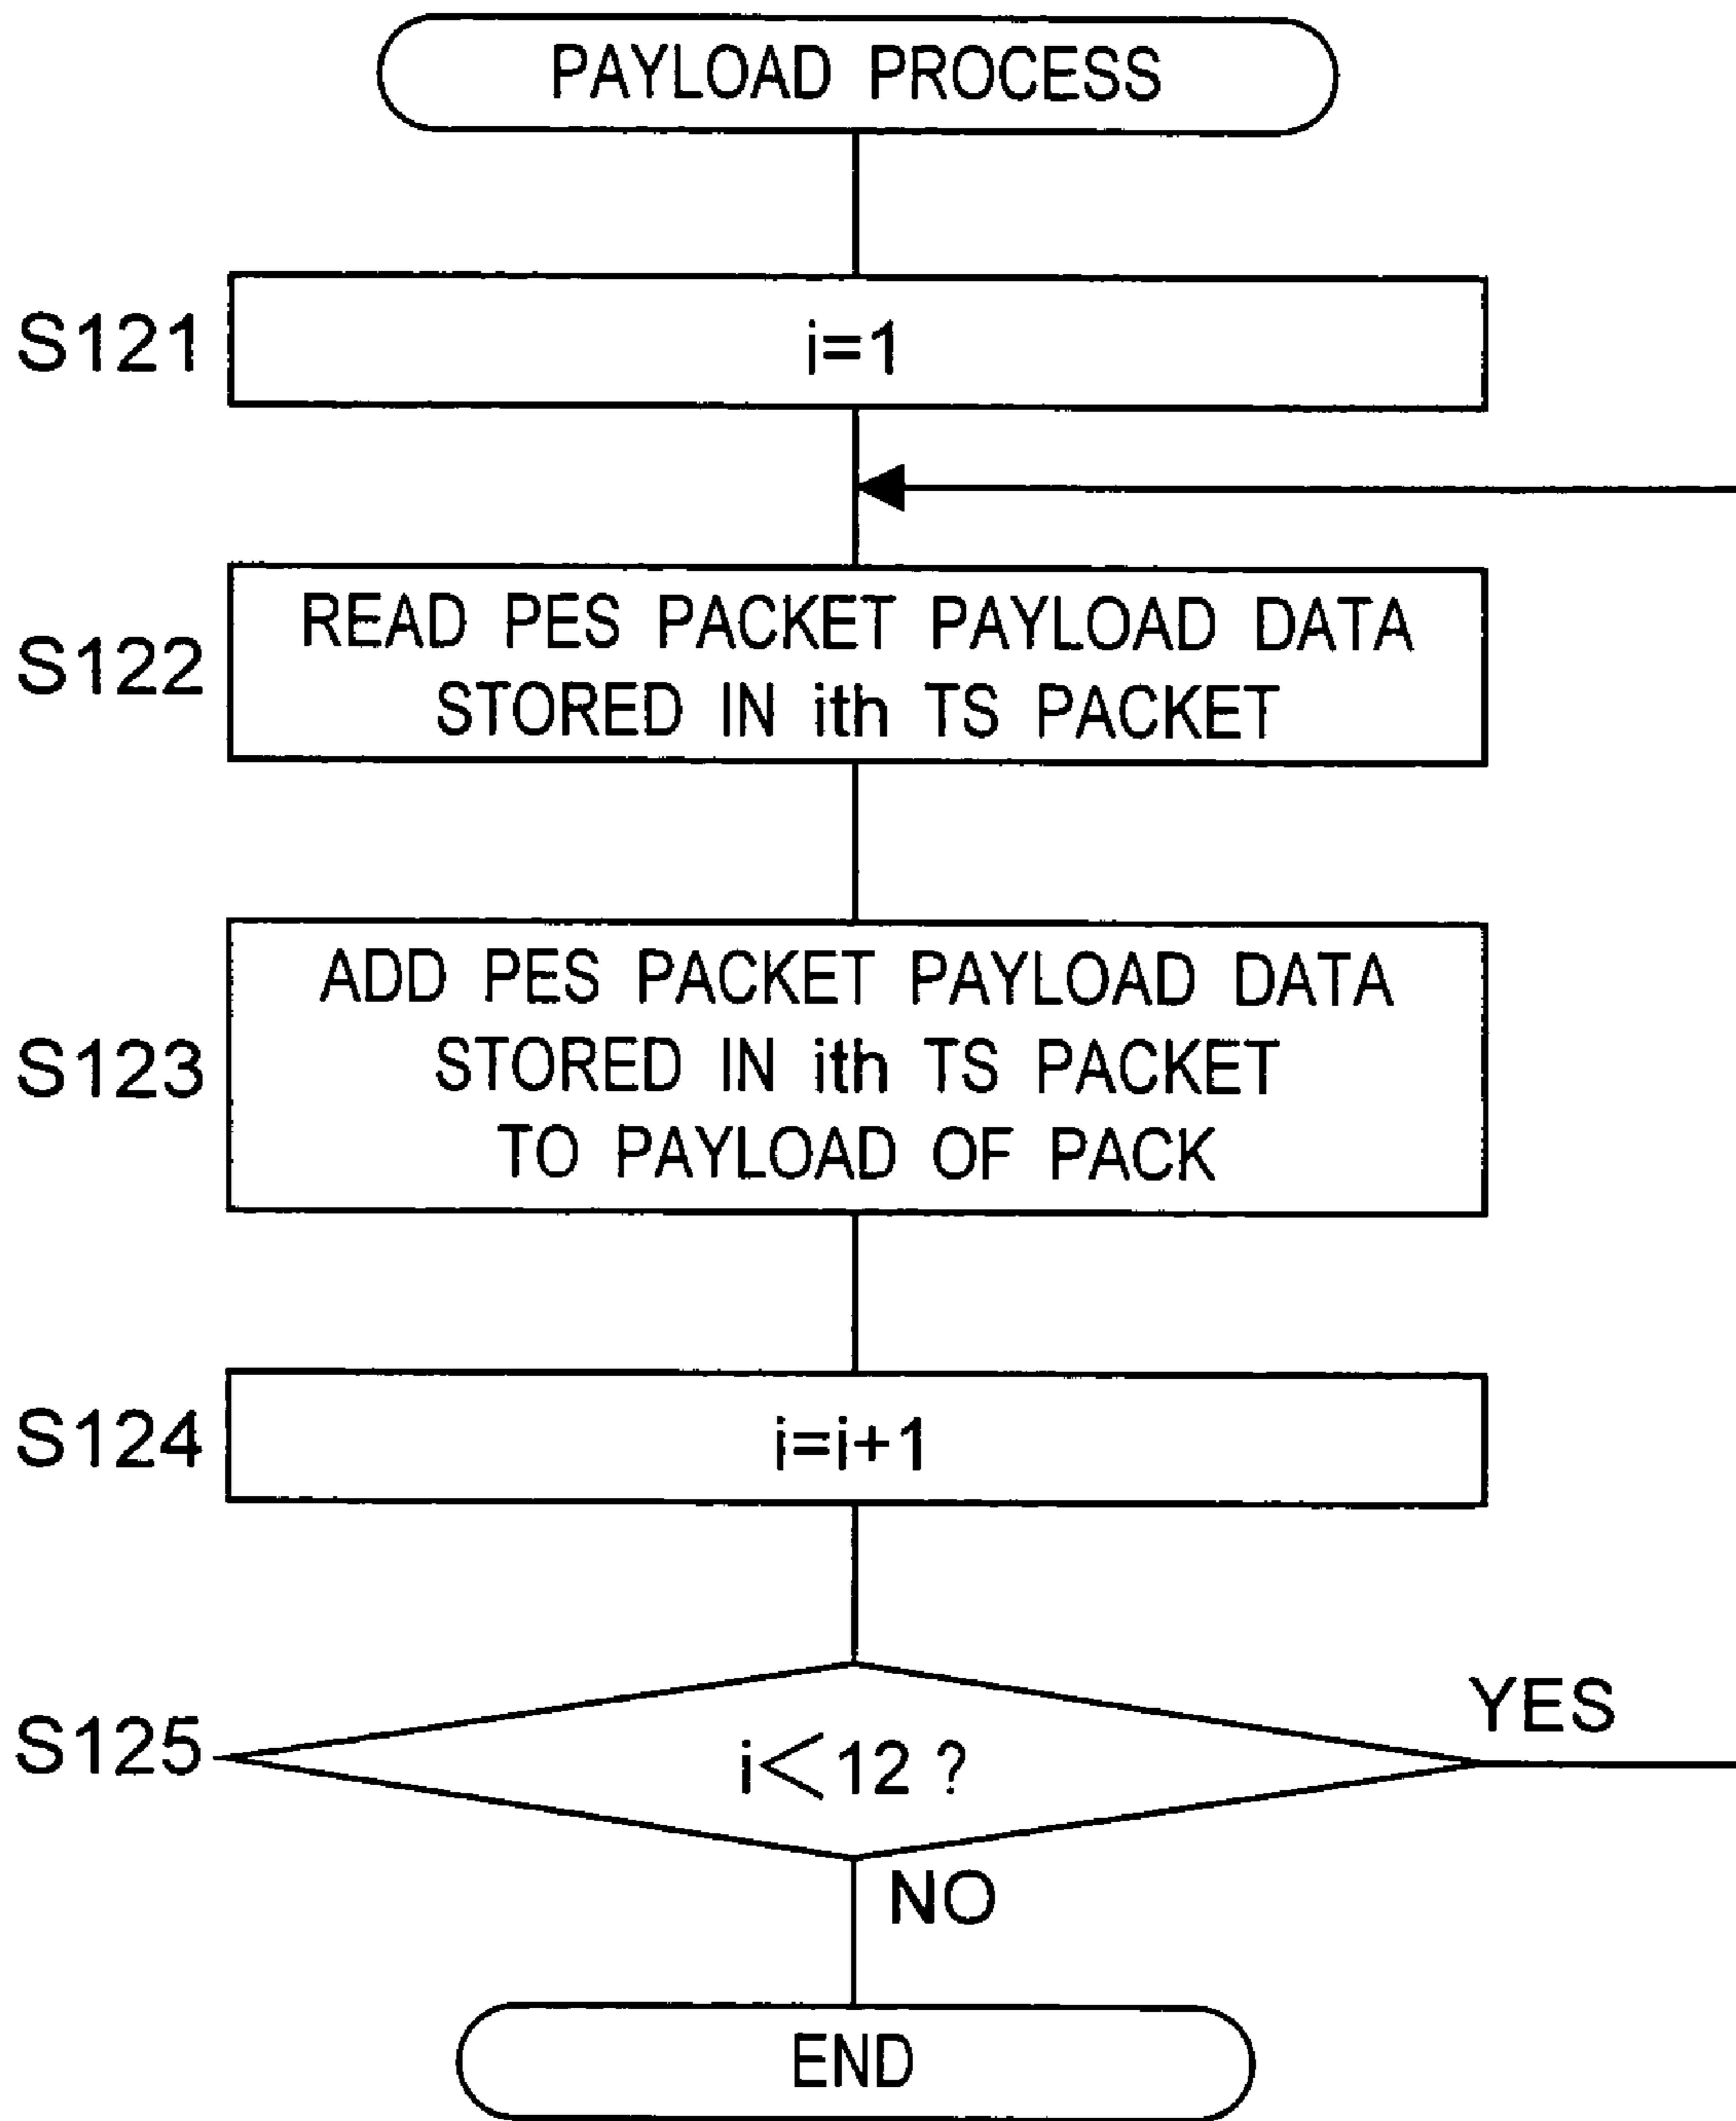 PAYLOAD PROCESS
S121
i=1
S122
READ PES PACKET PAYLOAD DATA
STORED IN ith TS PACKET
S123
ADD PES PACKET PAYLOAD DATA
STORED IN ith TS PACKET
TO PAYLOAD OF PACK
S124
i=i+1
S125
i<12 ?
YES
NO
END